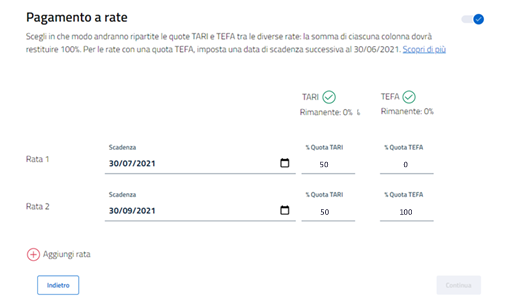 Pagamento a rate
Scegli in che modo andranno ripartite le quote TARI e TEFA tra le diverse rate: la somma di ciascuna colonna dovrà
restituire 100%. Per le rate con una quota TEFA, imposta una data di scadenza successiva al 30/06/2021. Scopri di più
TARI TEFA
Rimanente: 0% Rimanente: 0%
Scadenza % Quota TARI % Quota TEFA
Rata 1 30/07/2021 50 0
Scadenza % Quota TARI % Quota TEFA
Rata 2 30/09/2021 50 100
Aggiungi rata
Indietro Continua